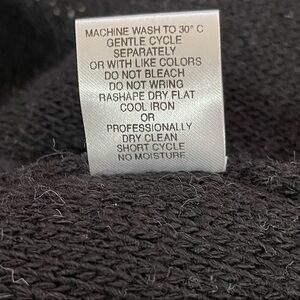 MACHINE WASH TO 30° C
GENTLE CYCLE
SEPARATELY
OR WITH LIKE COLORS
DO NOT BLEACH
DO NOT WRING
RASHAPE DRY FLAT
COOL IRON
OR
PROFESSIONALLY
DRY CLEAN
SHORT CYCLE
NO MOISTURE